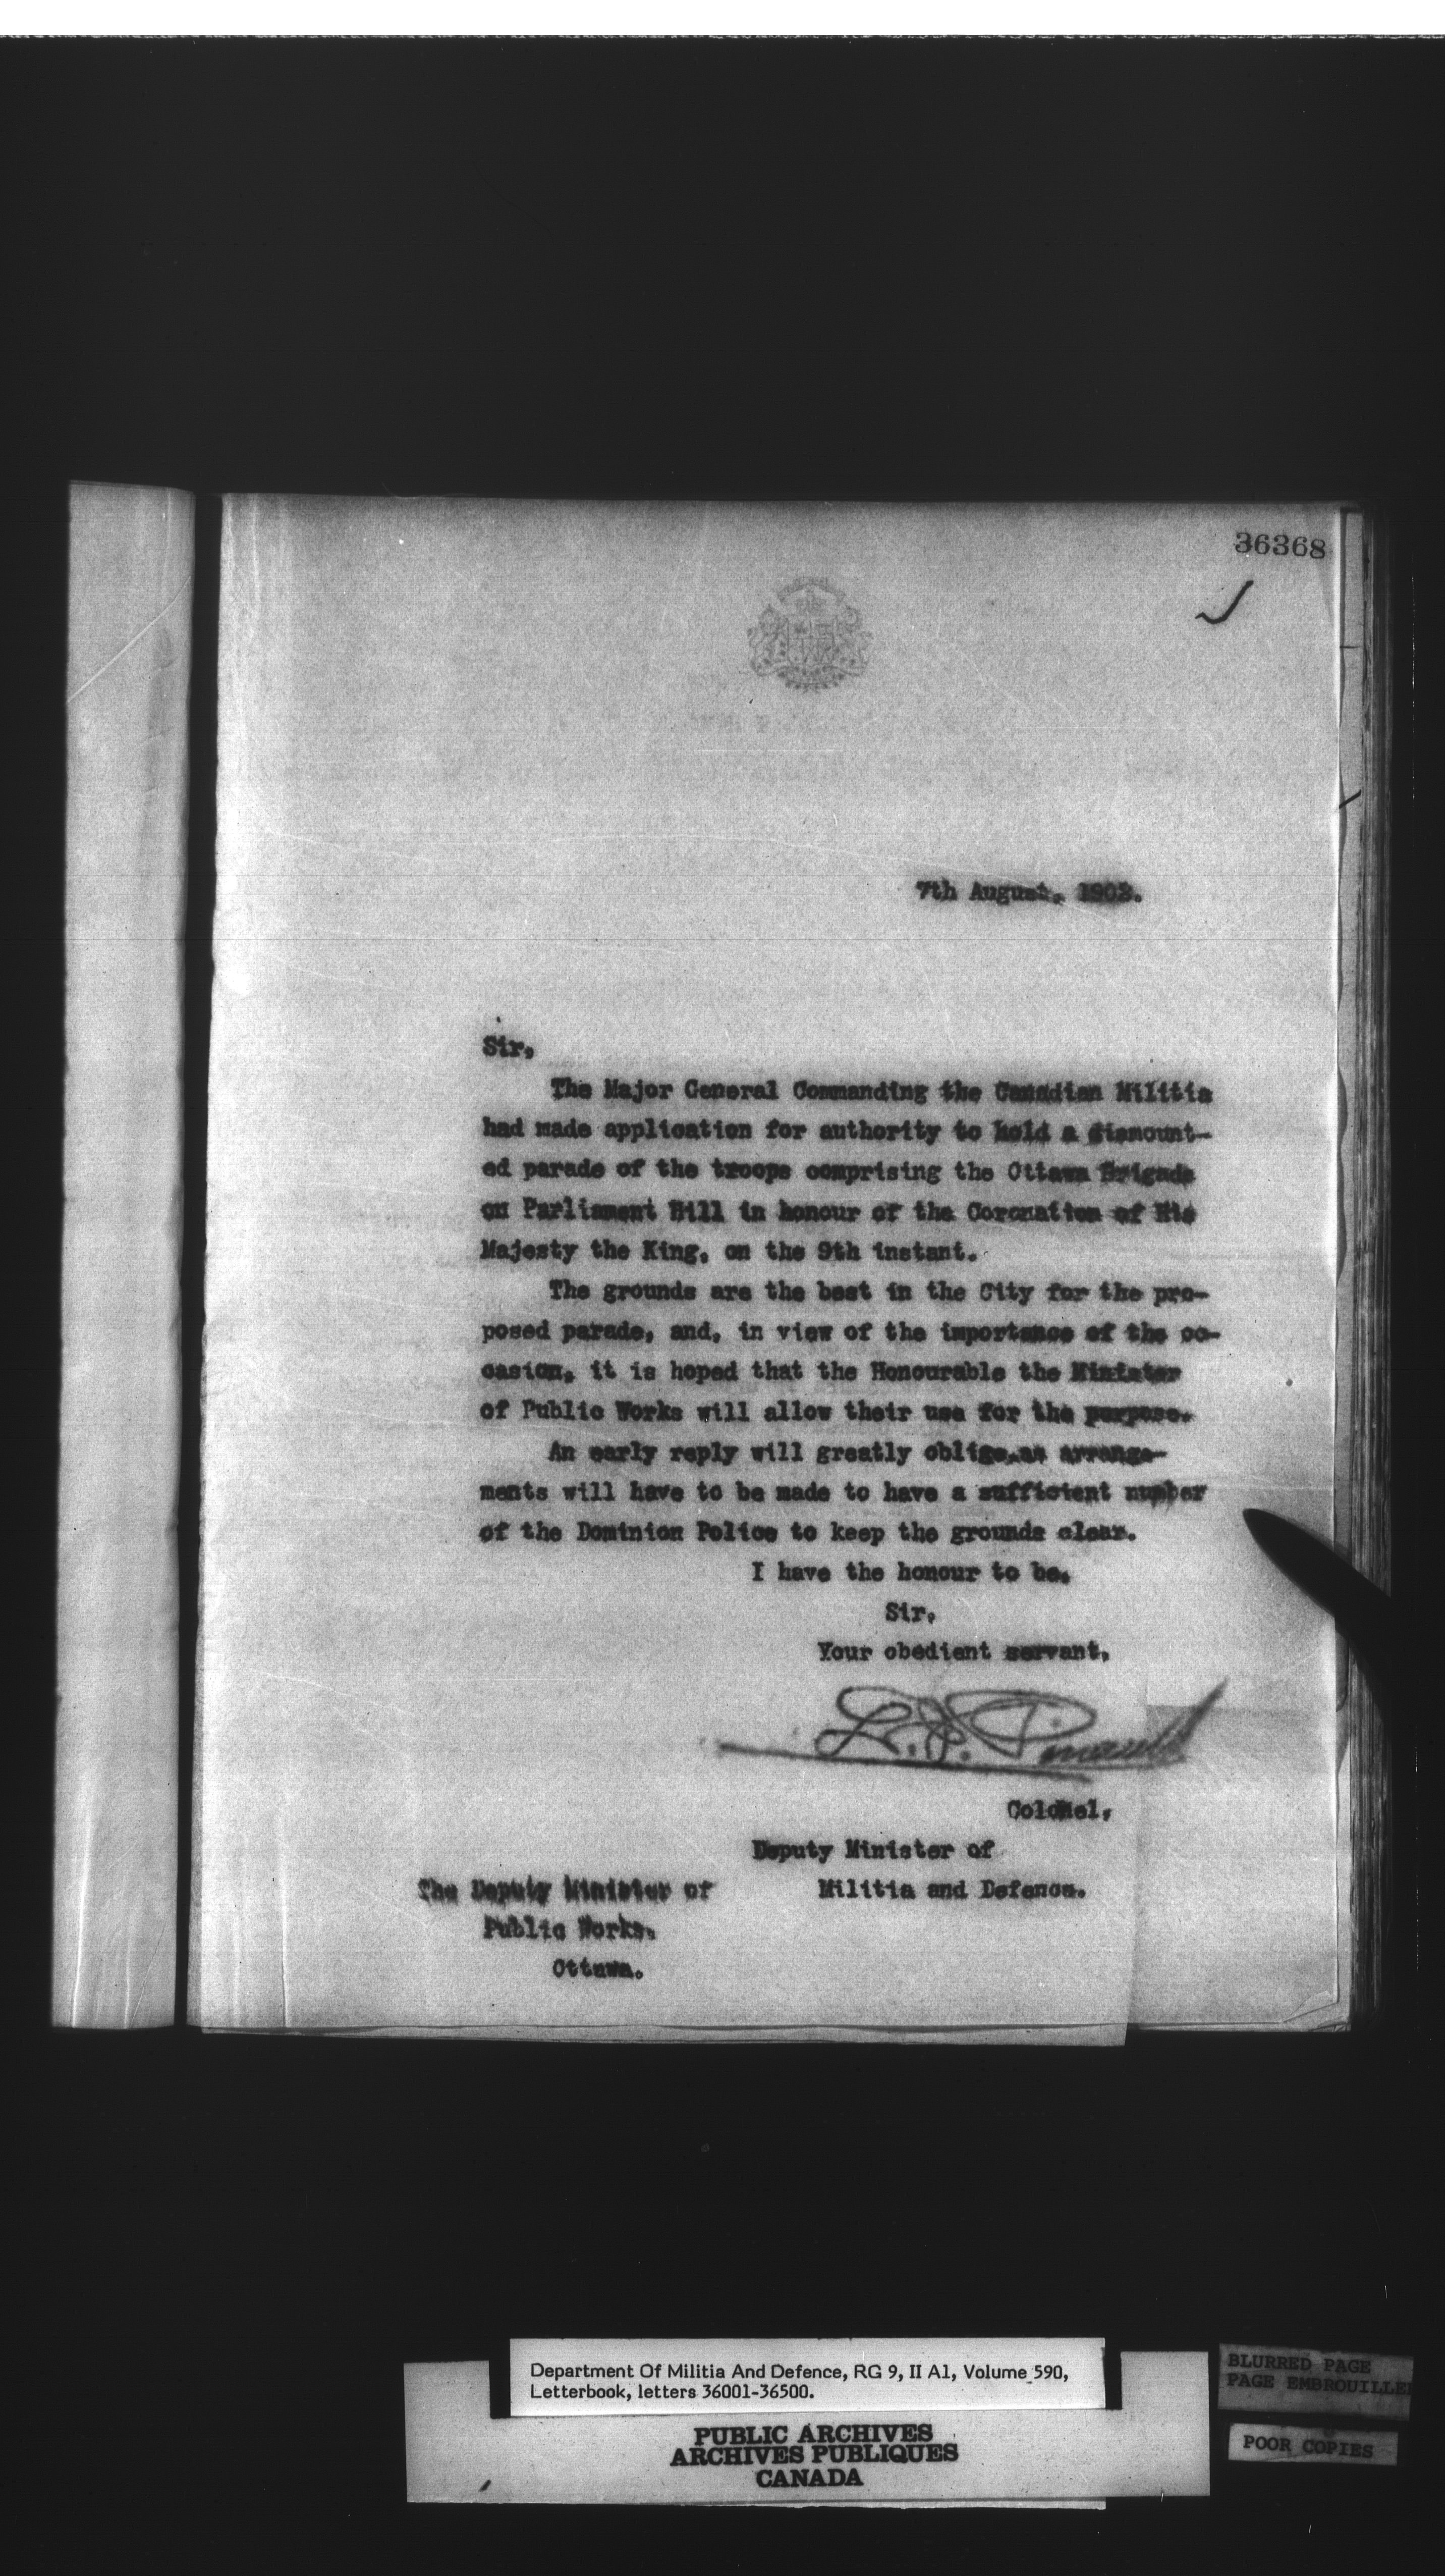 36368
7th August, 1902.
Sir,
The Major General Commanding the Canadian Militia
had made application for authority to hold a dismount-
ed parade of the troops comprising the Ottawa Brigade
on Parliament Hill in honour of the Coronation of His
Majesty the King, on the 9th instant.
The grounds are the best in the City for the pro-
posed parade, and, in view of the importance of the oc-
casion, it is hoped that the Honourable the Minister
of Public Works will allow their use for the purpose.
An early reply will greatly oblige, as arrange-
ments will have to be made to have a sufficient number
of the Dominion Police to keep the grounds clear.
I have the honour to be,
Sir,
Your obedient servant,
L. F. Pinault
Colonel,
Deputy Minister of
Militia and Defence.
The Deputy Minister of
Public Works.
Ottawa.
Department Of Militia And Defence, RG 9, II A1, Volume 590,
Letterbook, letters 36001-36500.
PUBLIC ARCHIVES
ARCHIVES PUBLIQUES
CANADA
BLURRED PAGE
PAGE EMBROUILLEE
POOR COPIES